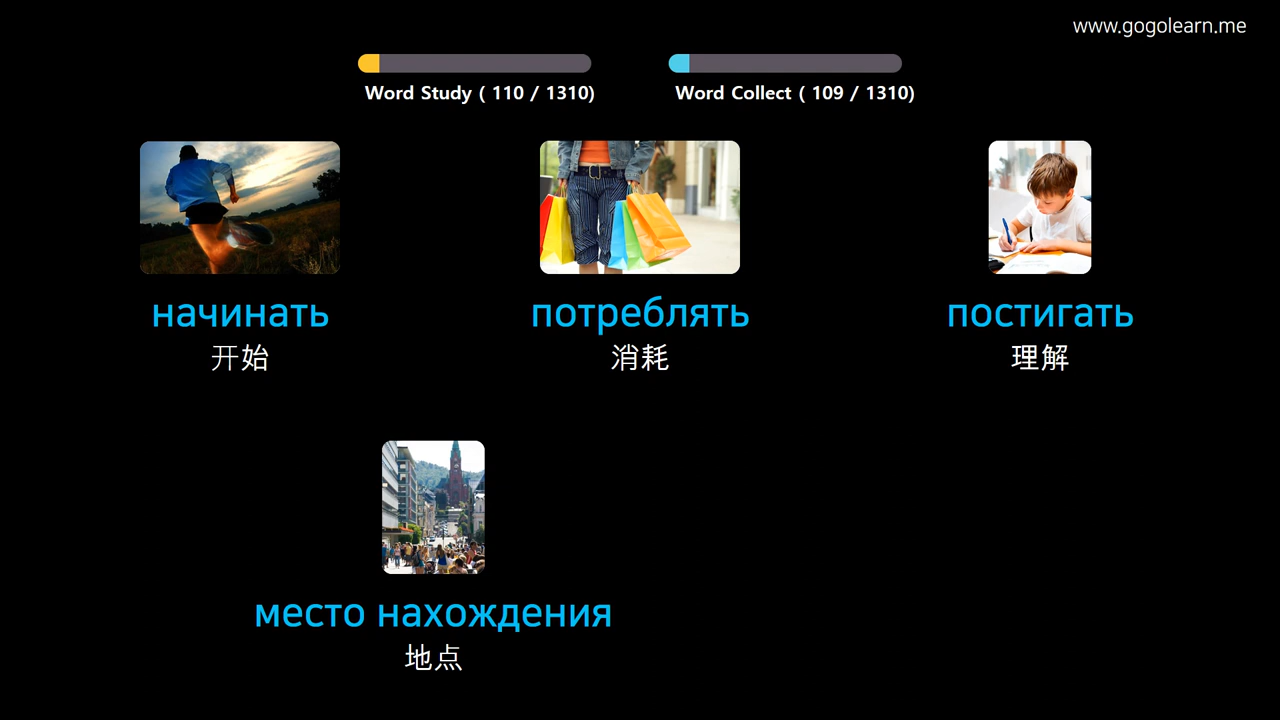 www.gogolearn.me
Word Study ( 110 / 1310)
Word Collect ( 109 / 1310)
начинать
开始
потреблять
消耗
постигать
理解
место нахождения
地点